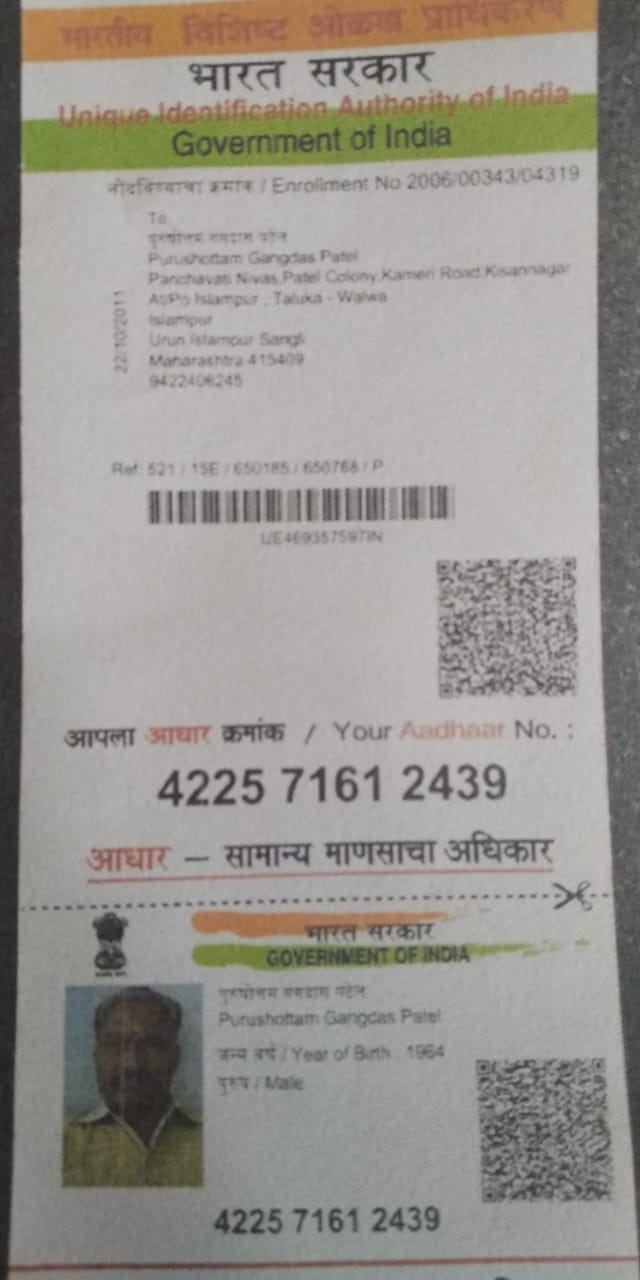 भारतीय विशिष्ट ओळख प्राधिकरण
भारत सरकार
Unique Identification Authority of India
Government of India
नोंदविण्याचा क्रमांक / Enrollment No 2006/00343/04319
To
पुरुषोत्तम गंगदास पटेल
Purushottam Gangdas Patel
Panchavati Nivas,Patel Colony,Kameri Road,Kisannagar
At/Po Islampur , Taluka - Walwa
Islampur
Urun Islampur Sangli
Maharashtra 415409
9422406245
22/10/2011
Ref: 521 / 15E / 650185 / 650768 / P
UE469357597IN
आपला आधार क्रमांक / Your Aadhaar No. :
4225 7161 2439
आधार – सामान्य माणसाचा अधिकार
भारत सरकार
GOVERNMENT OF INDIA
पुरुषोत्तम गंगदास पटेल
Purushottam Gangdas Patel
जन्म वर्ष / Year of Birth : 1964
पुरुष / Male
4225 7161 2439